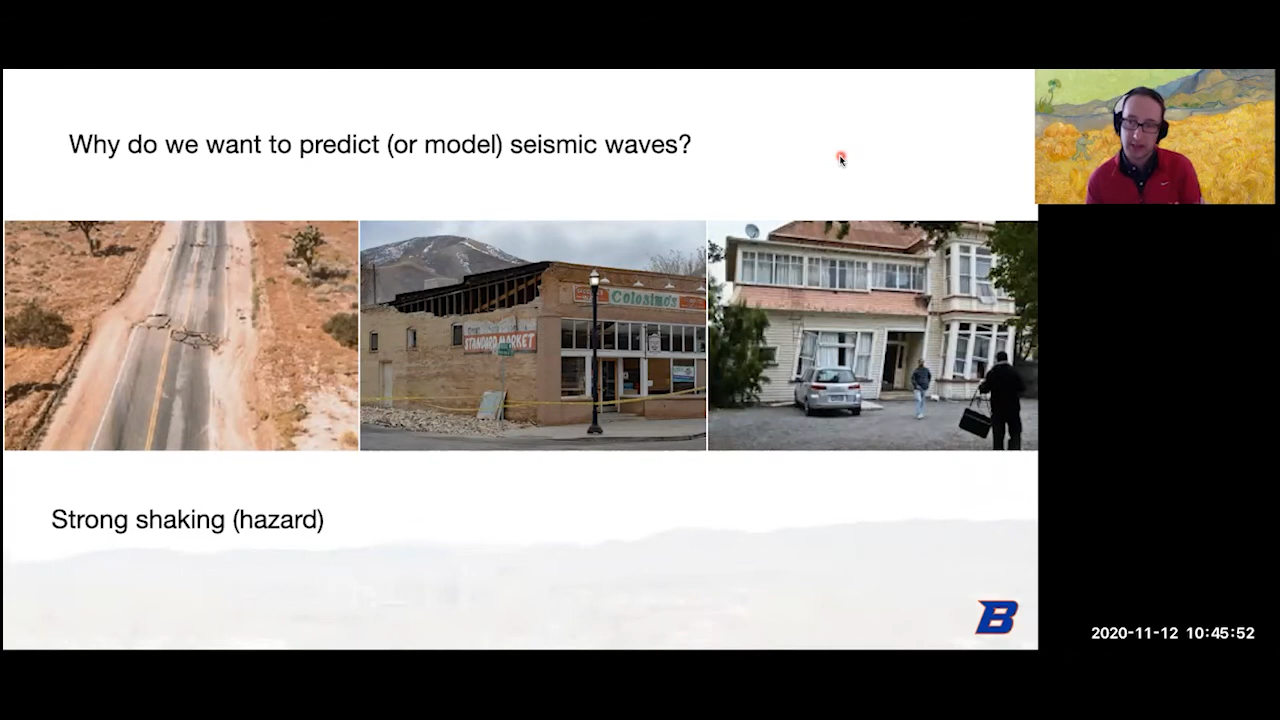 Why do we want to predict (or model) seismic waves?
Colosimo's
STANDARD MARKET
Strong shaking (hazard)
B
2020-11-12 10:45:52